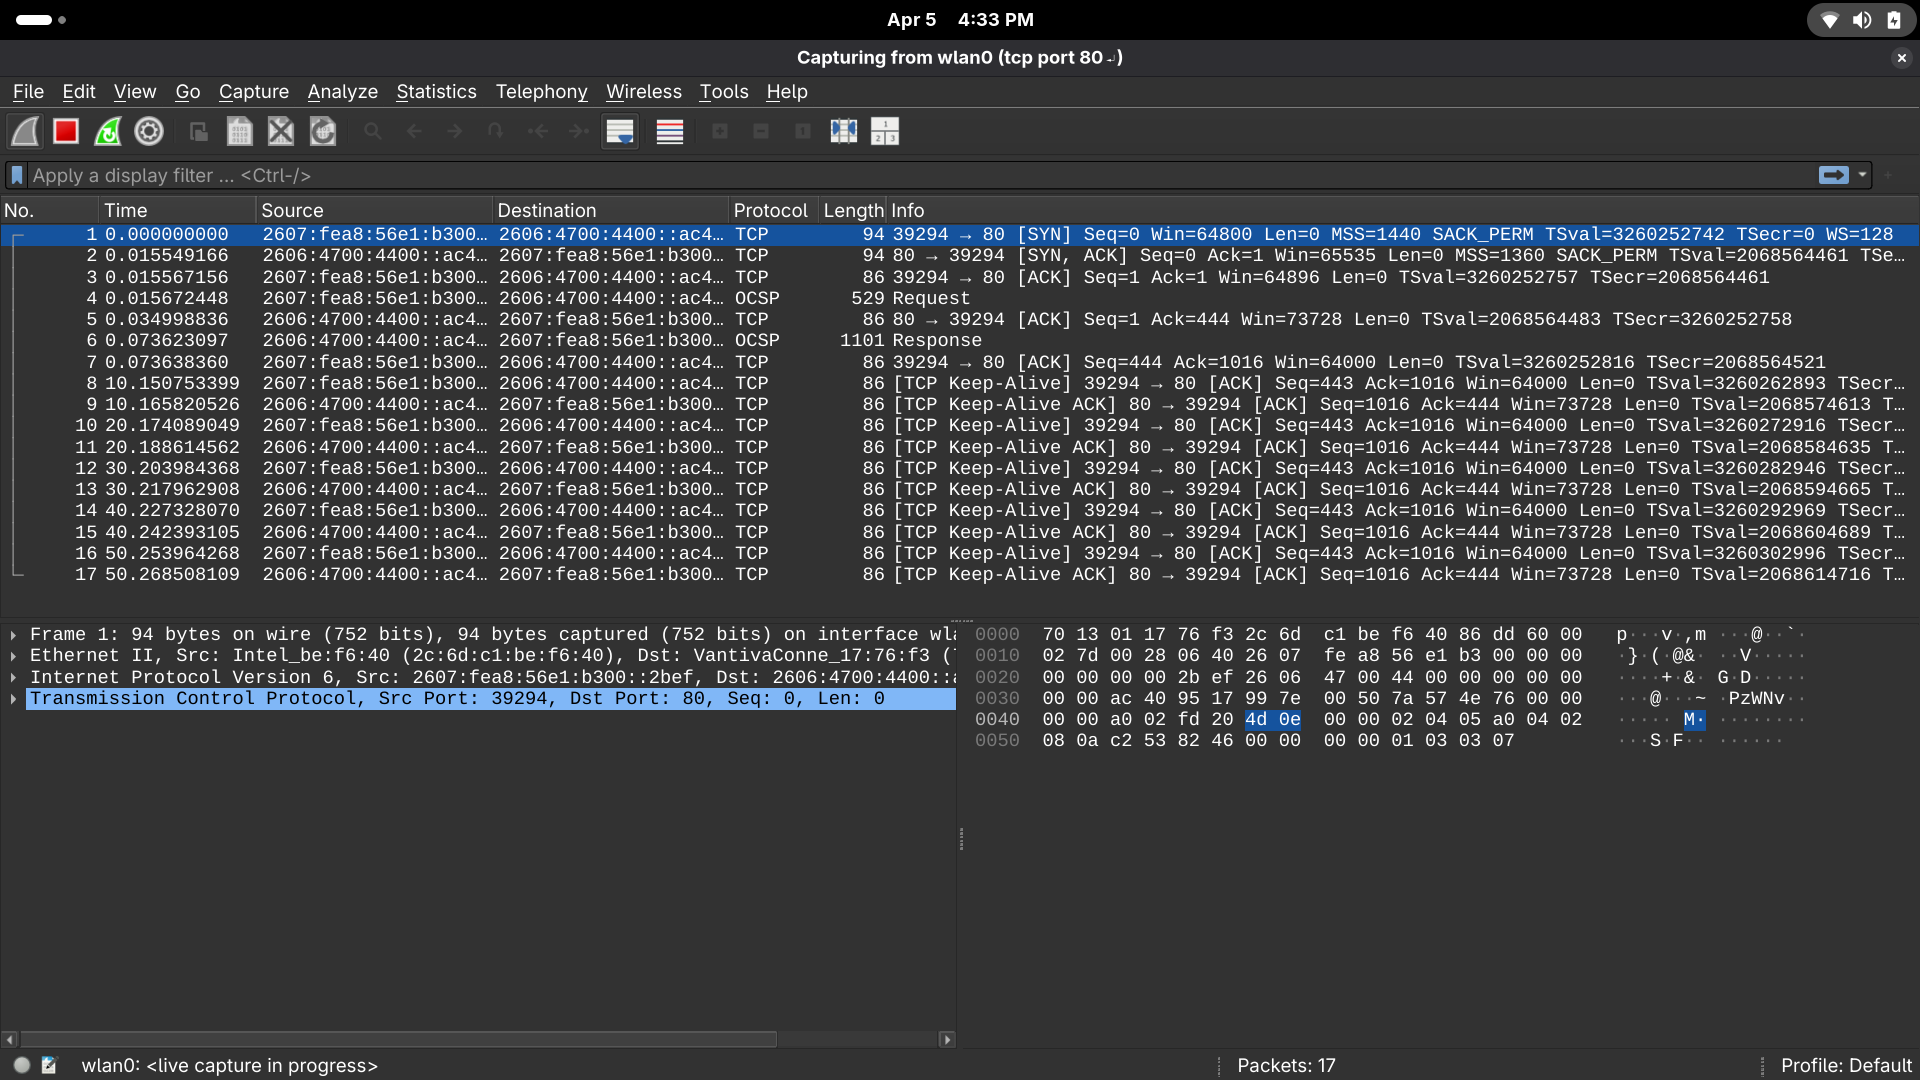 Apr 5 4:33 PM
Capturing from wlan0 (tcp port 80 ↲)
File Edit View Go Capture Analyze Statistics Telephony Wireless Tools Help
Apply a display filter ... <Ctrl-/>
No. Time Source Destination Protocol Length Info
1 0.000000000 2607:fea8:56e1:b300… 2606:4700:4400::ac4… TCP 94 39294 → 80 [SYN] Seq=0 Win=64800 Len=0 MSS=1440 SACK_PERM TSval=3260252742 TSecr=0 WS=128
2 0.015549166 2606:4700:4400::ac4… 2607:fea8:56e1:b300… TCP 94 80 → 39294 [SYN, ACK] Seq=0 Ack=1 Win=65535 Len=0 MSS=1360 SACK_PERM TSval=2068564461 TSe…
3 0.015567156 2607:fea8:56e1:b300… 2606:4700:4400::ac4… TCP 86 39294 → 80 [ACK] Seq=1 Ack=1 Win=64896 Len=0 TSval=3260252757 TSecr=2068564461
4 0.015672448 2607:fea8:56e1:b300… 2606:4700:4400::ac4… OCSP 529 Request
5 0.034998836 2606:4700:4400::ac4… 2607:fea8:56e1:b300… TCP 86 80 → 39294 [ACK] Seq=1 Ack=444 Win=73728 Len=0 TSval=2068564483 TSecr=3260252758
6 0.073623097 2606:4700:4400::ac4… 2607:fea8:56e1:b300… OCSP 1101 Response
7 0.073638360 2607:fea8:56e1:b300… 2606:4700:4400::ac4… TCP 86 39294 → 80 [ACK] Seq=444 Ack=1016 Win=64000 Len=0 TSval=3260252816 TSecr=2068564521
8 10.150753399 2607:fea8:56e1:b300… 2606:4700:4400::ac4… TCP 86 [TCP Keep-Alive] 39294 → 80 [ACK] Seq=443 Ack=1016 Win=64000 Len=0 TSval=3260262893 TSecr…
9 10.165820526 2606:4700:4400::ac4… 2607:fea8:56e1:b300… TCP 86 [TCP Keep-Alive ACK] 80 → 39294 [ACK] Seq=1016 Ack=444 Win=73728 Len=0 TSval=2068574613 T…
10 20.174089049 2607:fea8:56e1:b300… 2606:4700:4400::ac4… TCP 86 [TCP Keep-Alive] 39294 → 80 [ACK] Seq=443 Ack=1016 Win=64000 Len=0 TSval=3260272916 TSecr…
11 20.188614562 2606:4700:4400::ac4… 2607:fea8:56e1:b300… TCP 86 [TCP Keep-Alive ACK] 80 → 39294 [ACK] Seq=1016 Ack=444 Win=73728 Len=0 TSval=2068584635 T…
12 30.203984368 2607:fea8:56e1:b300… 2606:4700:4400::ac4… TCP 86 [TCP Keep-Alive] 39294 → 80 [ACK] Seq=443 Ack=1016 Win=64000 Len=0 TSval=3260282946 TSecr…
13 30.217962908 2606:4700:4400::ac4… 2607:fea8:56e1:b300… TCP 86 [TCP Keep-Alive ACK] 80 → 39294 [ACK] Seq=1016 Ack=444 Win=73728 Len=0 TSval=2068594665 T…
14 40.227328070 2607:fea8:56e1:b300… 2606:4700:4400::ac4… TCP 86 [TCP Keep-Alive] 39294 → 80 [ACK] Seq=443 Ack=1016 Win=64000 Len=0 TSval=3260292969 TSecr…
15 40.242393105 2606:4700:4400::ac4… 2607:fea8:56e1:b300… TCP 86 [TCP Keep-Alive ACK] 80 → 39294 [ACK] Seq=1016 Ack=444 Win=73728 Len=0 TSval=2068604689 T…
16 50.253964268 2607:fea8:56e1:b300… 2606:4700:4400::ac4… TCP 86 [TCP Keep-Alive] 39294 → 80 [ACK] Seq=443 Ack=1016 Win=64000 Len=0 TSval=3260302996 TSecr…
17 50.268508109 2606:4700:4400::ac4… 2607:fea8:56e1:b300… TCP 86 [TCP Keep-Alive ACK] 80 → 39294 [ACK] Seq=1016 Ack=444 Win=73728 Len=0 TSval=2068614716 T…
Frame 1: 94 bytes on wire (752 bits), 94 bytes captured (752 bits) on interface wla
Ethernet II, Src: Intel_be:f6:40 (2c:6d:c1:be:f6:40), Dst: VantivaConne_17:76:f3 (7
Internet Protocol Version 6, Src: 2607:fea8:56e1:b300::2bef, Dst: 2606:4700:4400::a
Transmission Control Protocol, Src Port: 39294, Dst Port: 80, Seq: 0, Len: 0
0000 70 13 01 17 76 f3 2c 6d c1 be f6 40 86 dd 60 00 p···v·,m ···@··`·
0010 02 7d 00 28 06 40 26 07 fe a8 56 e1 b3 00 00 00 ·}·(·@&· ··V·····
0020 00 00 00 00 2b ef 26 06 47 00 44 00 00 00 00 00 ····+·&· G·D·····
0030 00 00 ac 40 95 17 99 7e 00 50 7a 57 4e 76 00 00 ···@···~ ·PzWNv··
0040 00 00 a0 02 fd 20 4d 0e 00 00 02 04 05 a0 04 02 ····· M· ········
0050 08 0a c2 53 82 46 00 00 00 00 01 03 03 07 ···S·F·· ······
wlan0: <live capture in progress>
Packets: 17
Profile: Default